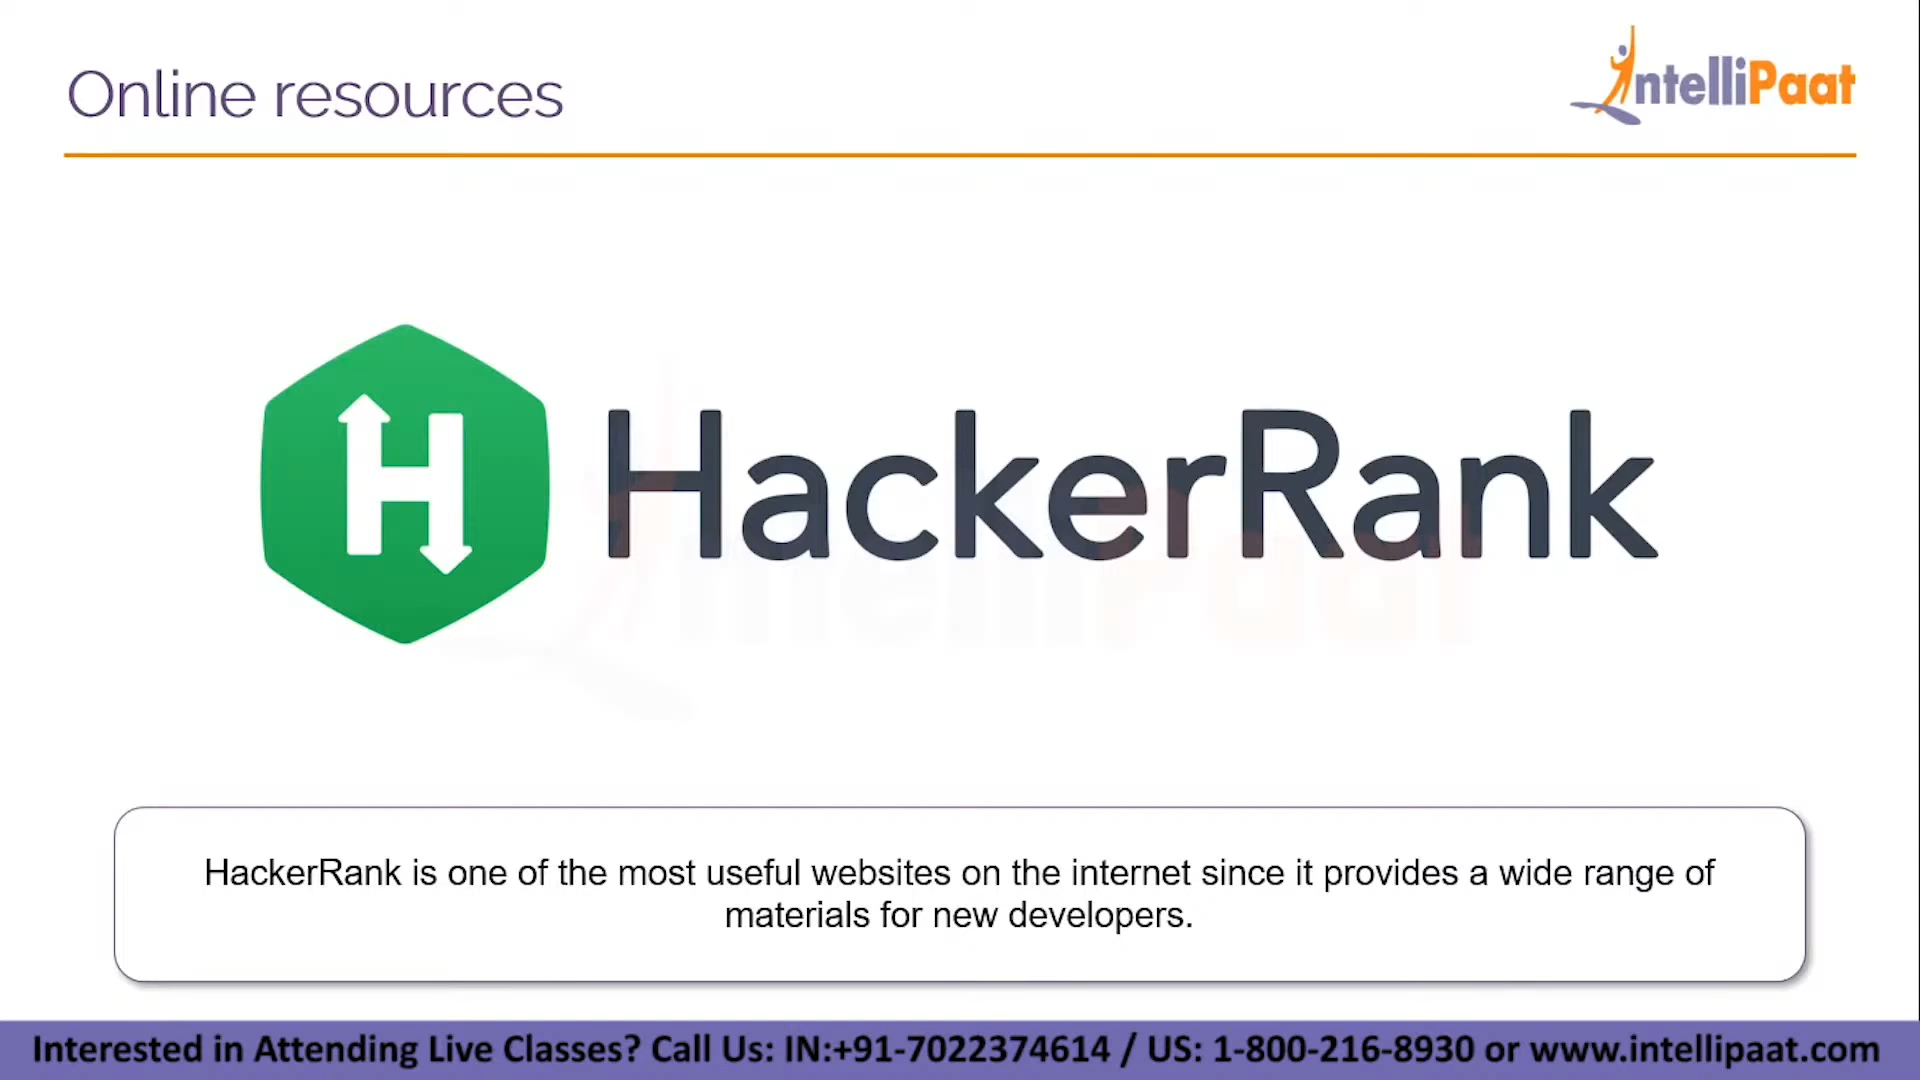 Online resources
IntelliPaat
HackerRank
IntelliPaat
HackerRank is one of the most useful websites on the internet since it provides a wide range of
materials for new developers.
Interested in Attending Live Classes? Call Us: IN:+91-7022374614 / US: 1-800-216-8930 or www.intellipaat.com